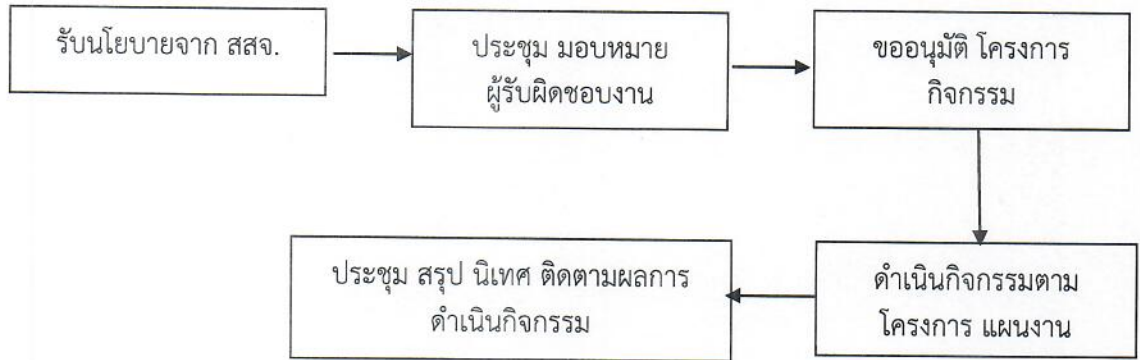 รับนโยบายจาก สสจ.
ประชุม มอบหมาย
ผู้รับผิดชอบงาน
ขออนุมัติ โครงการ
กิจกรรม
ดำเนินกิจกรรมตาม
โครงการ แผนงาน
ประชุม สรุป นิเทศ ติดตามผลการ
ดำเนินกิจกรรม